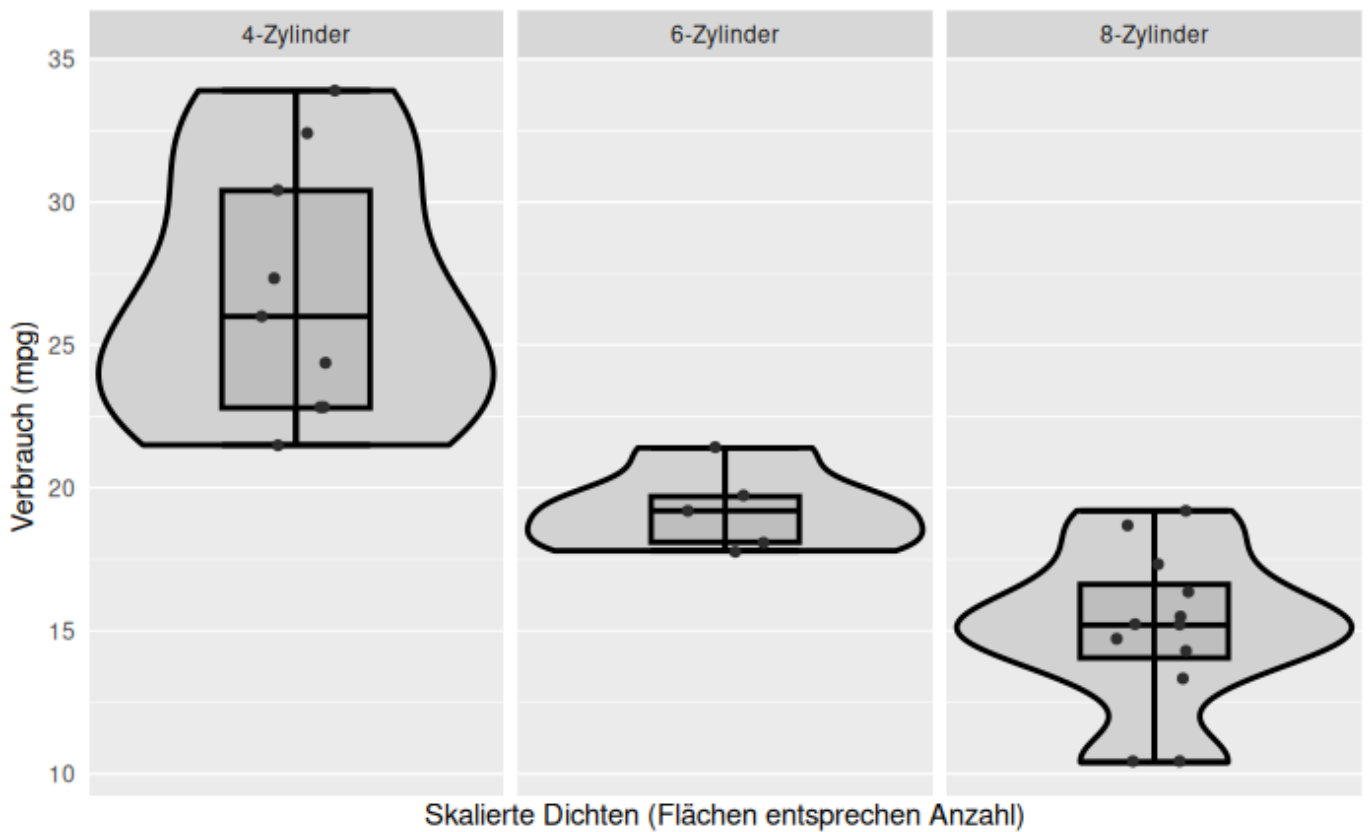 4-Zylinder
6-Zylinder
8-Zylinder
35
30
25
20
15
10
Verbrauch (mpg)
Skalierte Dichten (Flächen entsprechen Anzahl)